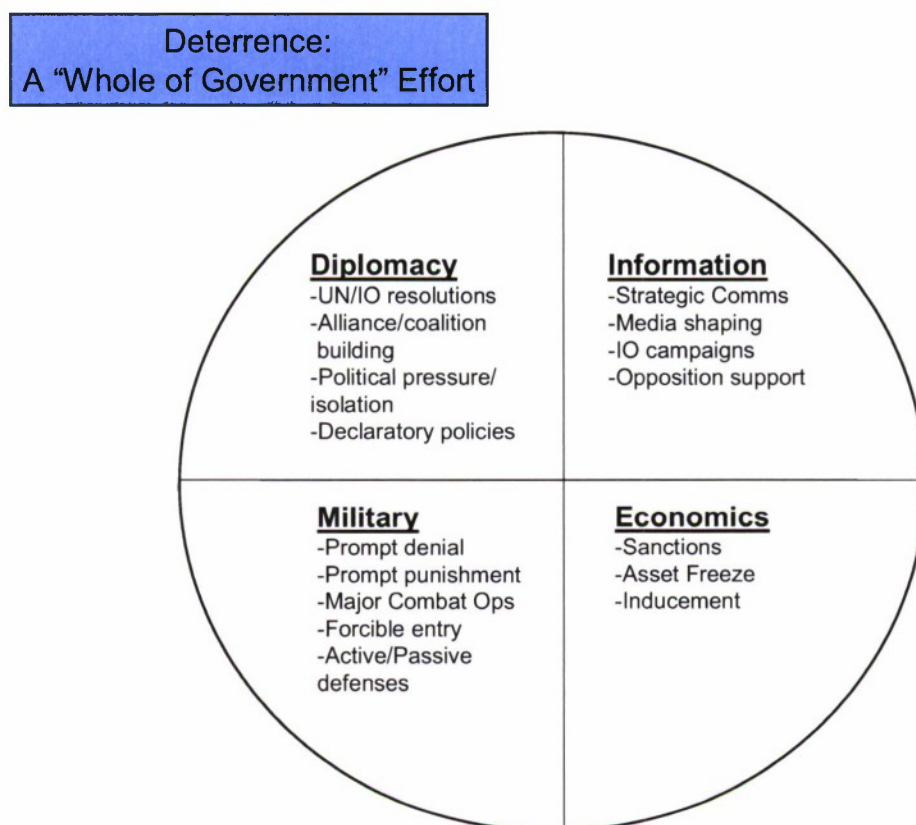 Deterrence:
A “Whole of Government” Effort
Diplomacy
-UN/IO resolutions
-Alliance/coalition
building
-Political pressure/
isolation
-Declaratory policies
Information
-Strategic Comms
-Media shaping
-IO campaigns
-Opposition support
Military
-Prompt denial
-Prompt punishment
-Major Combat Ops
-Forcible entry
-Active/Passive
defenses
Economics
-Sanctions
-Asset Freeze
-Inducement